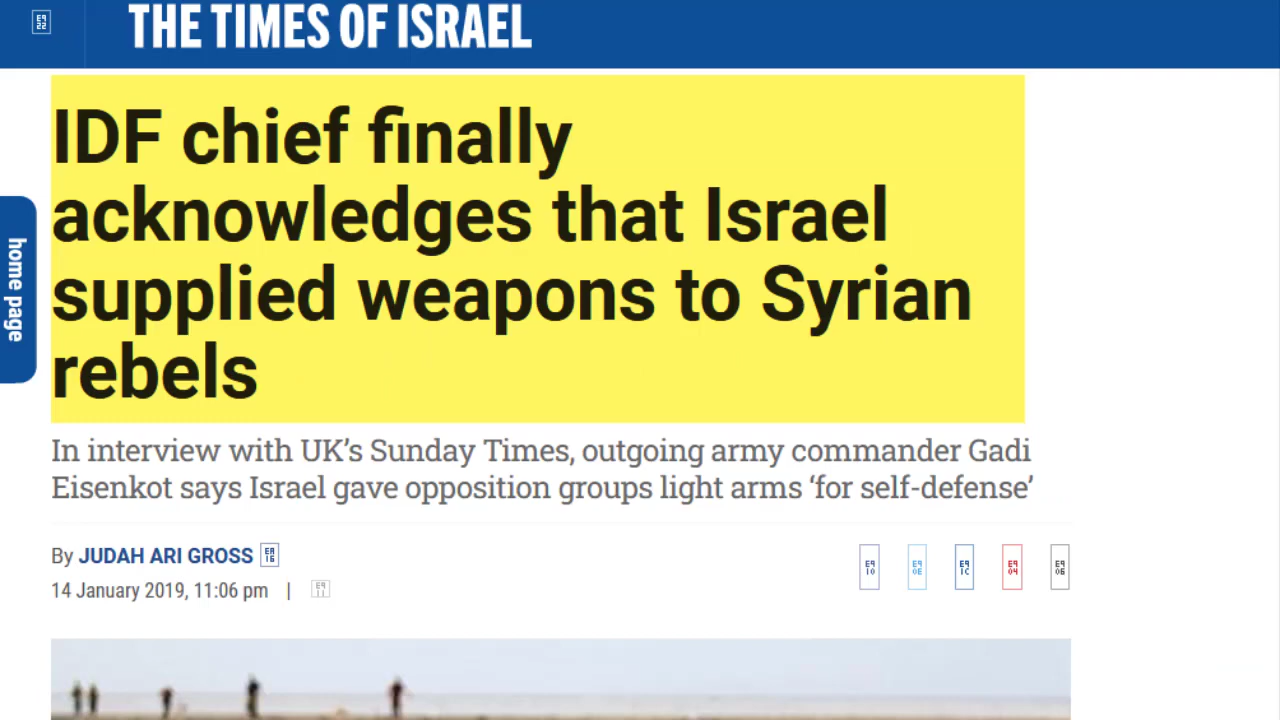 THE TIMES OF ISRAEL
IDF chief finally
acknowledges that Israel
supplied weapons to Syrian
rebels
home page
In interview with UK’s Sunday Times, outgoing army commander Gadi
Eisenkot says Israel gave opposition groups light arms ‘for self-defense’
By JUDAH ARI GROSS
14 January 2019, 11:06 pm |